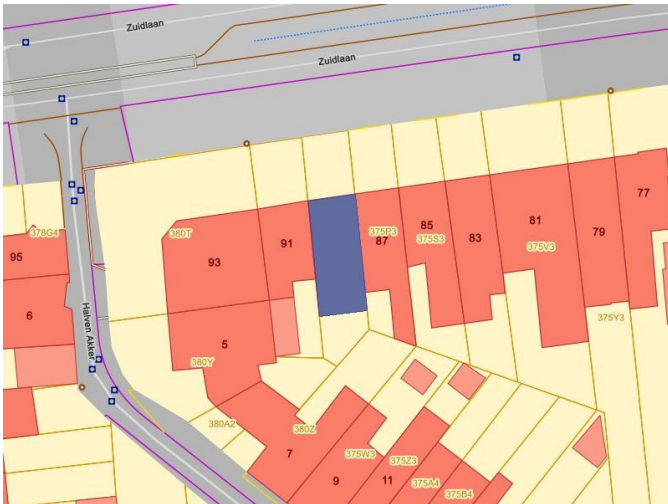 Zuidlaan
Zuidlaan
77
81
79
85
83
375P3
87
375S3
375V3
91
380T
93
378G4
95
6
Halven Akker
375Y3
5
380Y
380A2
380Z
7
375W3
375Z3
9
11
375A4
375B4